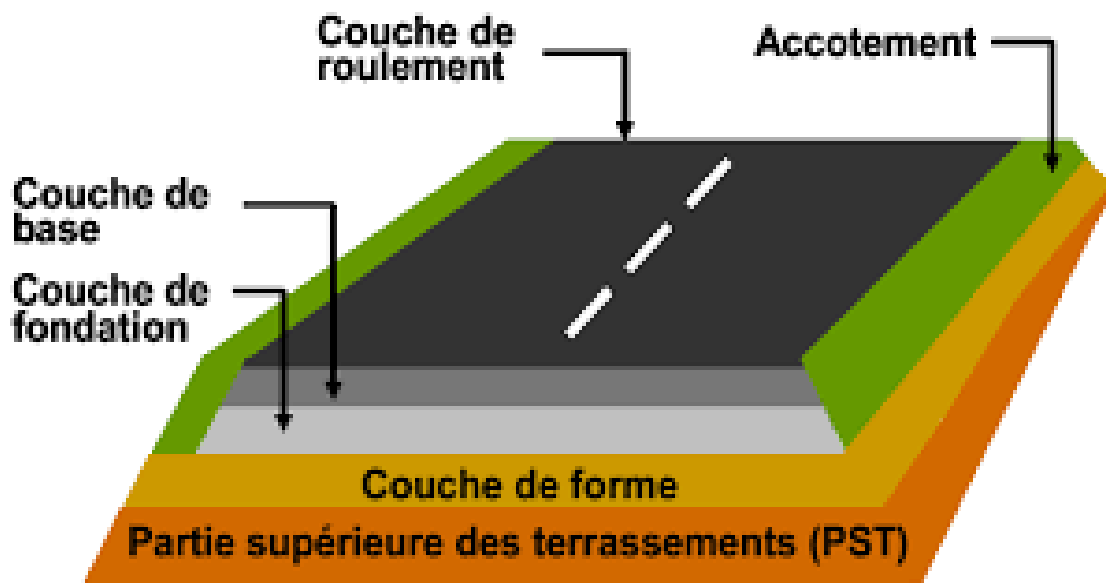 Couche de
roulement
Accotement
Couche de
base
Couche de
fondation
Couche de forme
Partie supérieure des terrassements (PST)